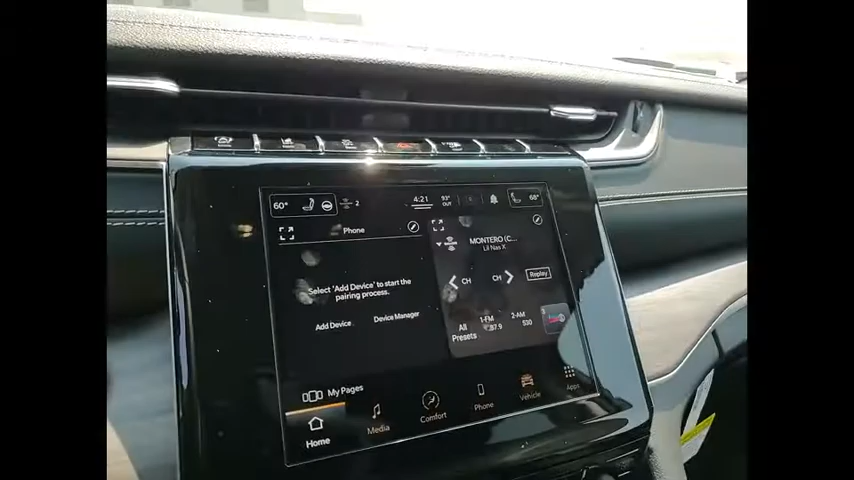 60°
2
4:21
93°
OUT
68°
Phone
MONTERO (C...
Lil Nas X
Select 'Add Device' to start the
pairing process.
Add Device
Device Manager
CH
CH
Replay
All
Presets
1-FM
87.9
2-AM
530
My Pages
Home
Media
Comfort
Phone
Vehicle
Apps